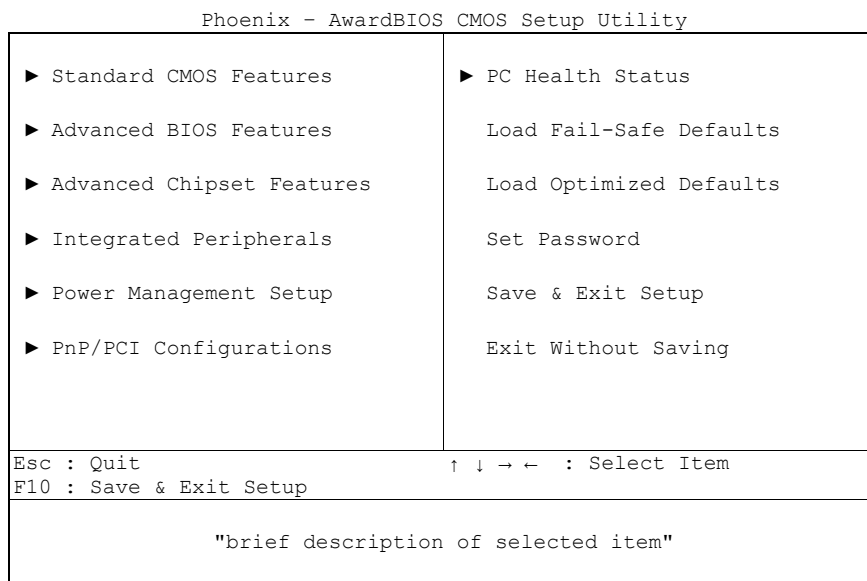 Phoenix – AwardBIOS CMOS Setup Utility
► Standard CMOS Features
► Advanced BIOS Features
► Advanced Chipset Features
► Integrated Peripherals
► Power Management Setup
► PnP/PCI Configurations
► PC Health Status
Load Fail-Safe Defaults
Load Optimized Defaults
Set Password
Save & Exit Setup
Exit Without Saving
Esc : Quit
F10 : Save & Exit Setup
↑ ↓ → ← : Select Item
"brief description of selected item"